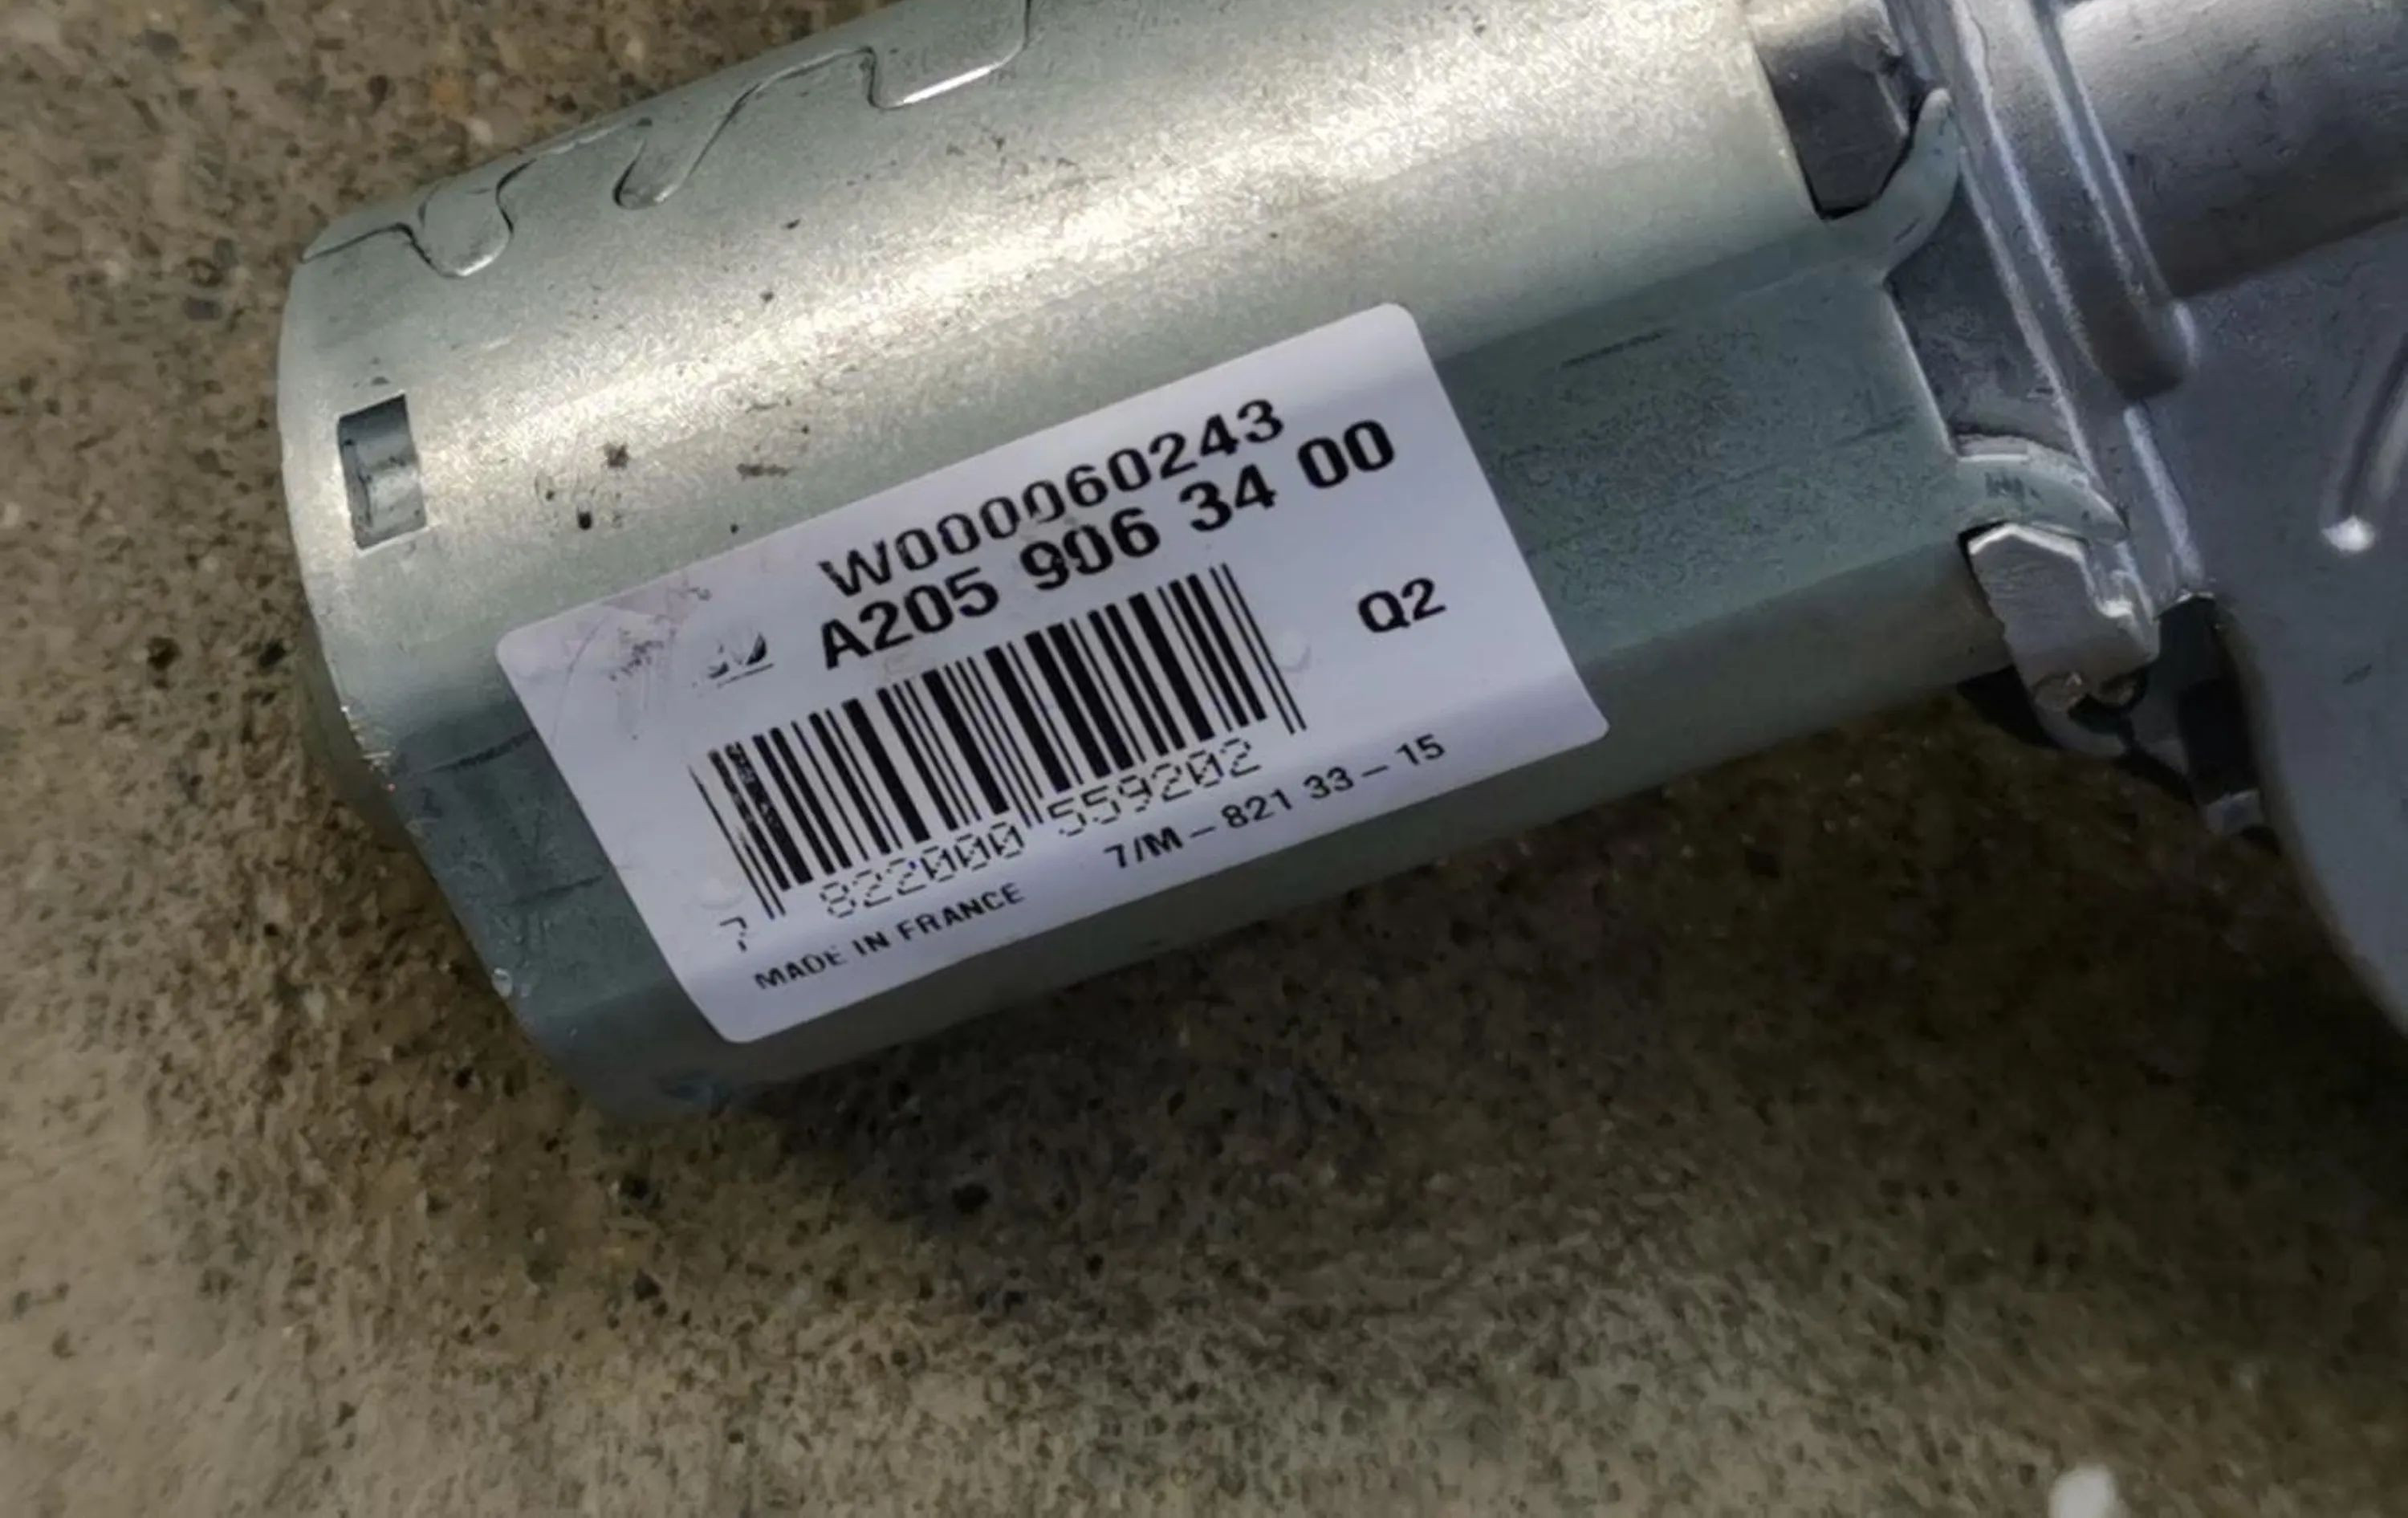 W000060243
A205 906 34 00
Q2
7 822000 559202
MADE IN FRANCE 7/M-821 33-15